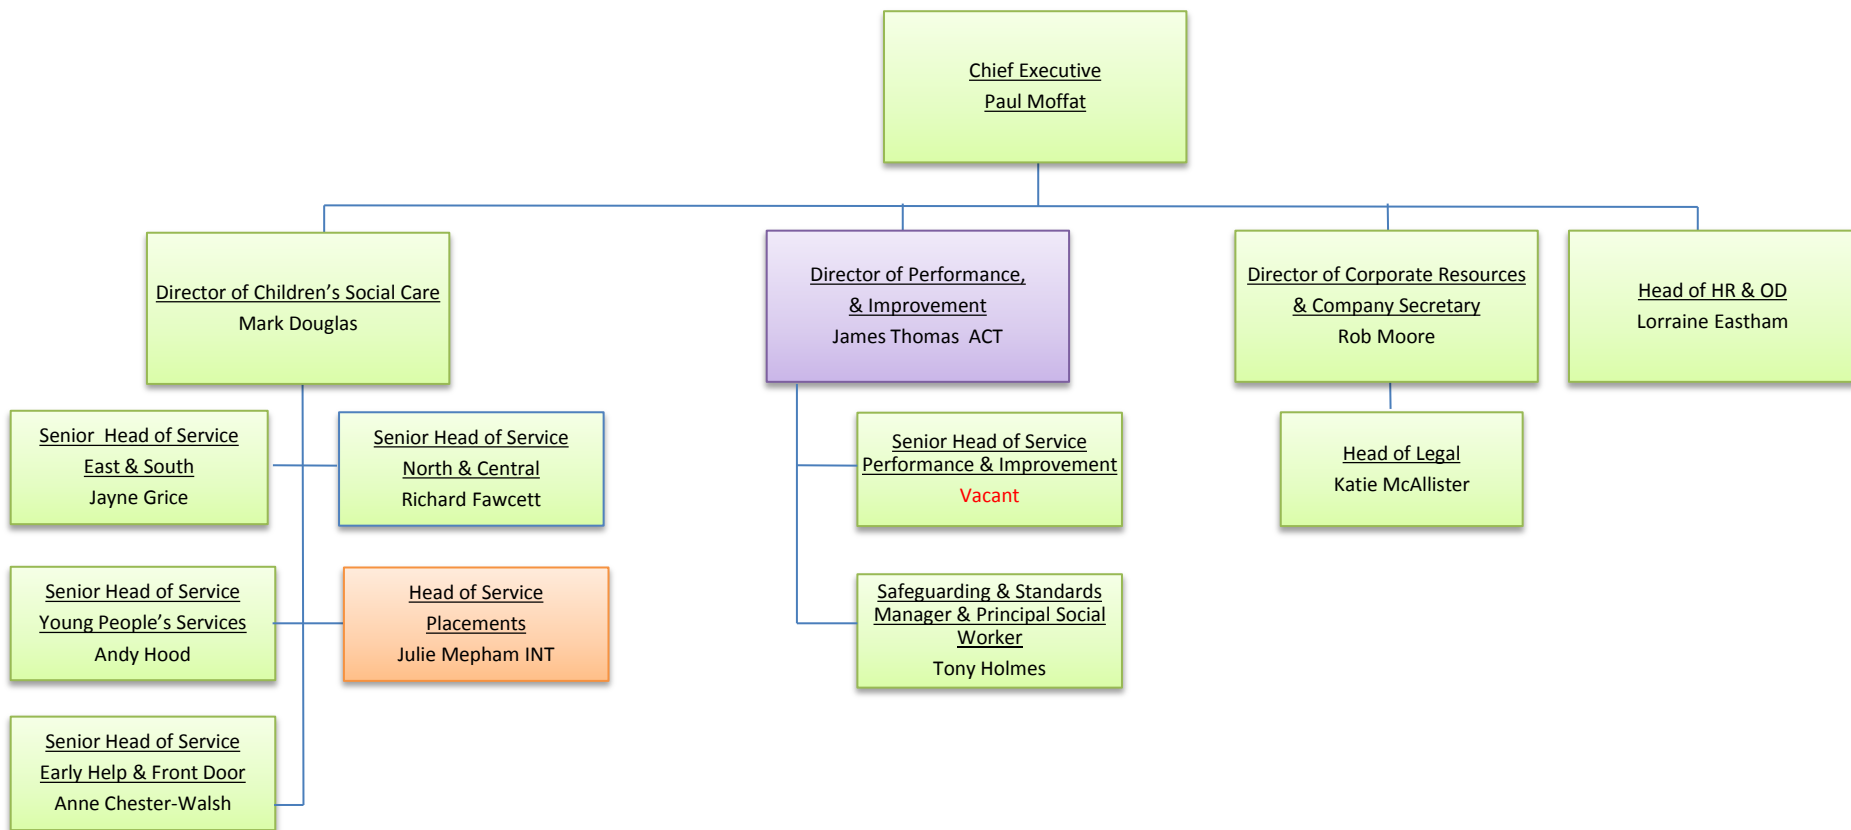 Chief Executive
Paul Moffat
Director of Children’s Social Care
Mark Douglas
Director of Performance,
& Improvement
James Thomas  ACT
Director of Corporate Resources
& Company Secretary
Rob Moore
Head of HR & OD
Lorraine Eastham
Senior  Head of Service
East & South
Jayne Grice
Senior Head of Service
North & Central
Richard Fawcett
Senior Head of Service
Performance & Improvement
Vacant
Head of Legal
Katie McAllister
Senior Head of Service
Young People’s Services
Andy Hood
Head of Service
Placements
Julie Mepham INT
Safeguarding & Standards
Manager & Principal Social
Worker
Tony Holmes
Senior Head of Service
Early Help & Front Door
Anne Chester-Walsh